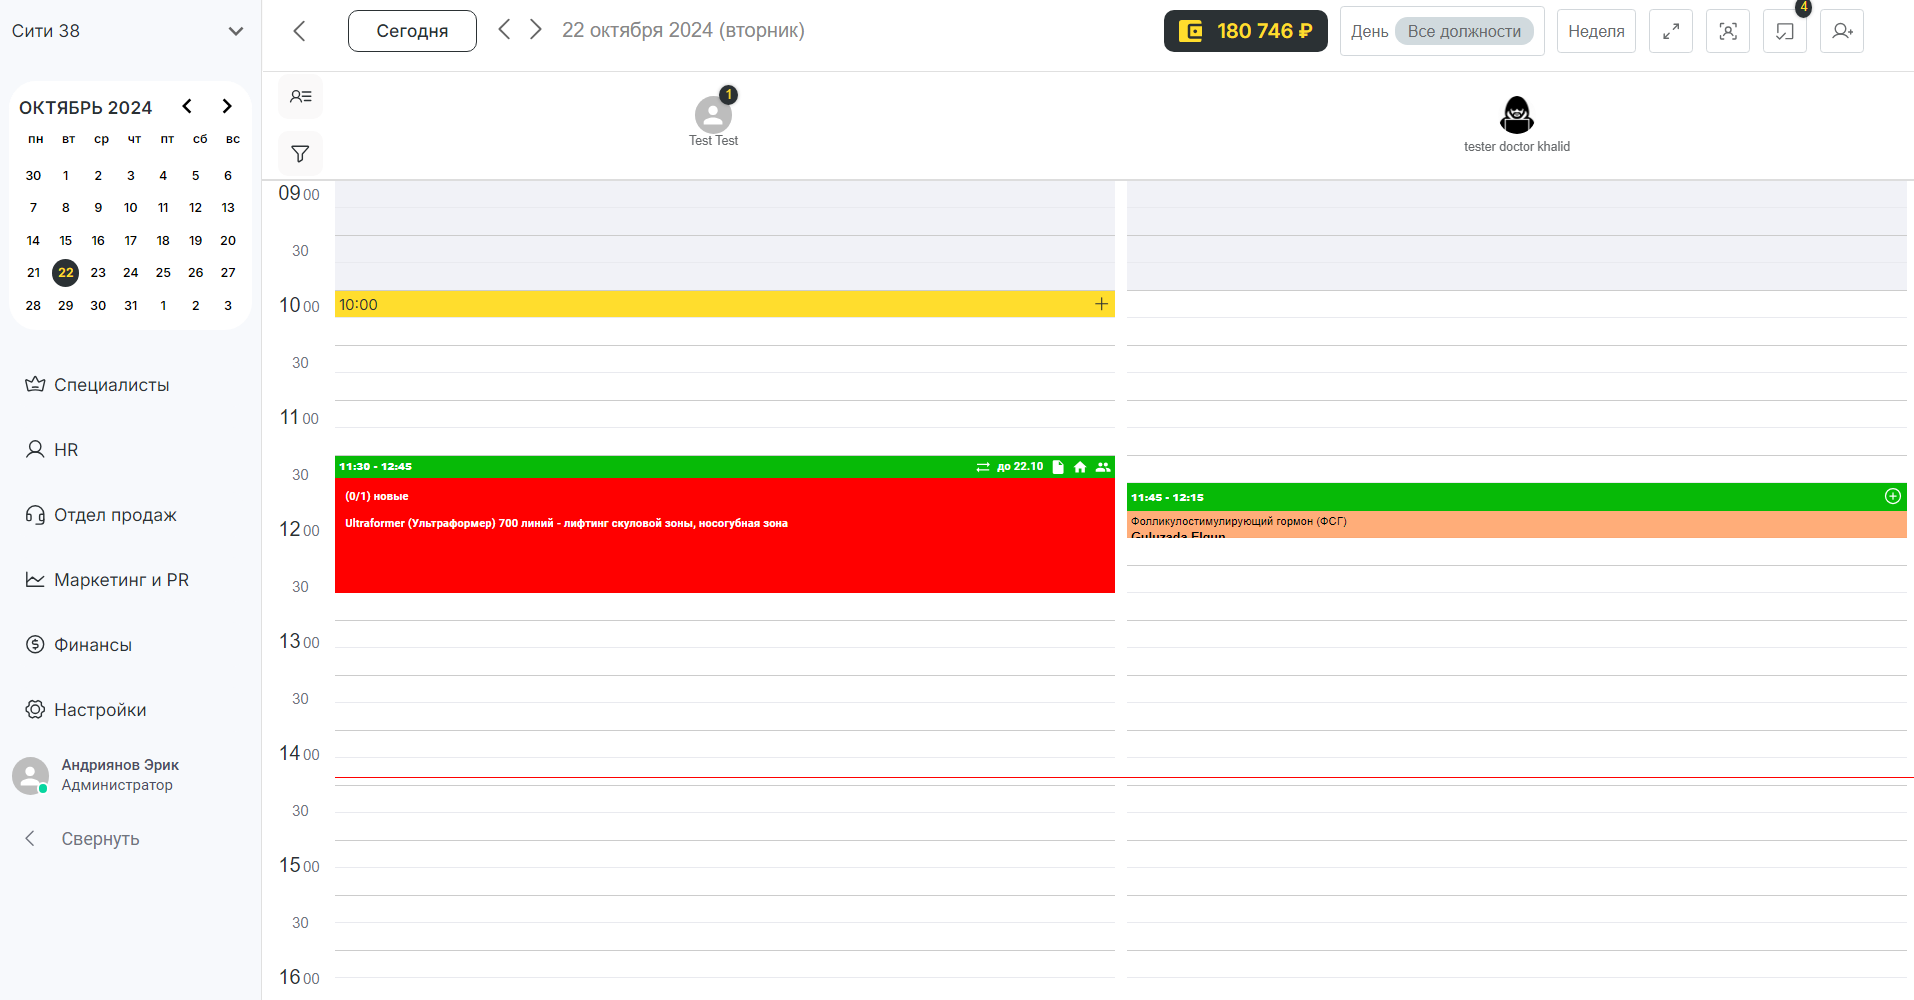 Сити 38
Сегодня
22 октября 2024 (вторник)
180 746 ₽
День Все должности
Неделя
4
ОКТЯБРЬ 2024
пн вт ср чт пт сб вс
30 1 2 3 4 5 6
7 8 9 10 11 12 13
14 15 16 17 18 19 20
21 22 23 24 25 26 27
28 29 30 31 1 2 3
Специалисты
HR
Отдел продаж
Маркетинг и PR
Финансы
Настройки
Андриянов Эрик
Администратор
Свернуть
1
Test Test
tester doctor khalid
09 00
30
10 00
10:00
30
11 00
30
11:30 - 12:45 до 22.10
(0/1) новые
Ultraformer (Ультраформер) 700 линий - лифтинг скуловой зоны, носогубная зона
11:45 - 12:15
Фолликулостимулирующий гормон (ФСГ)
Guluzada Elgun
12 00
30
13 00
30
14 00
30
15 00
30
16 00